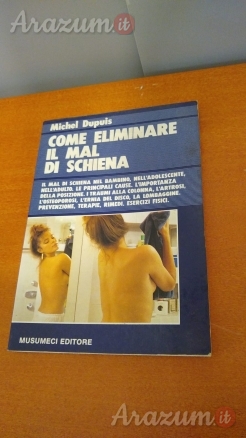 Arazum.it
Michel Dupuis
COME ELIMINARE
IL MAL
DI SCHIENA
IL MAL DI SCHIENA NEL BAMBINO, NELL'ADOLESCENTE,
NELL'ADULTO. LE PRINCIPALI CAUSE. L'IMPORTANZA
DELLA POSIZIONE. I TRAUMI ALLA COLONNA, L'ARTROSI,
L'OSTEOPOROSI, L'ERNIA DEL DISCO, LA LOMBAGGINE.
PREVENZIONE, TERAPIE, RIMEDI. ESERCIZI FISICI.
MUSUMECI EDITORE
Arazum.it